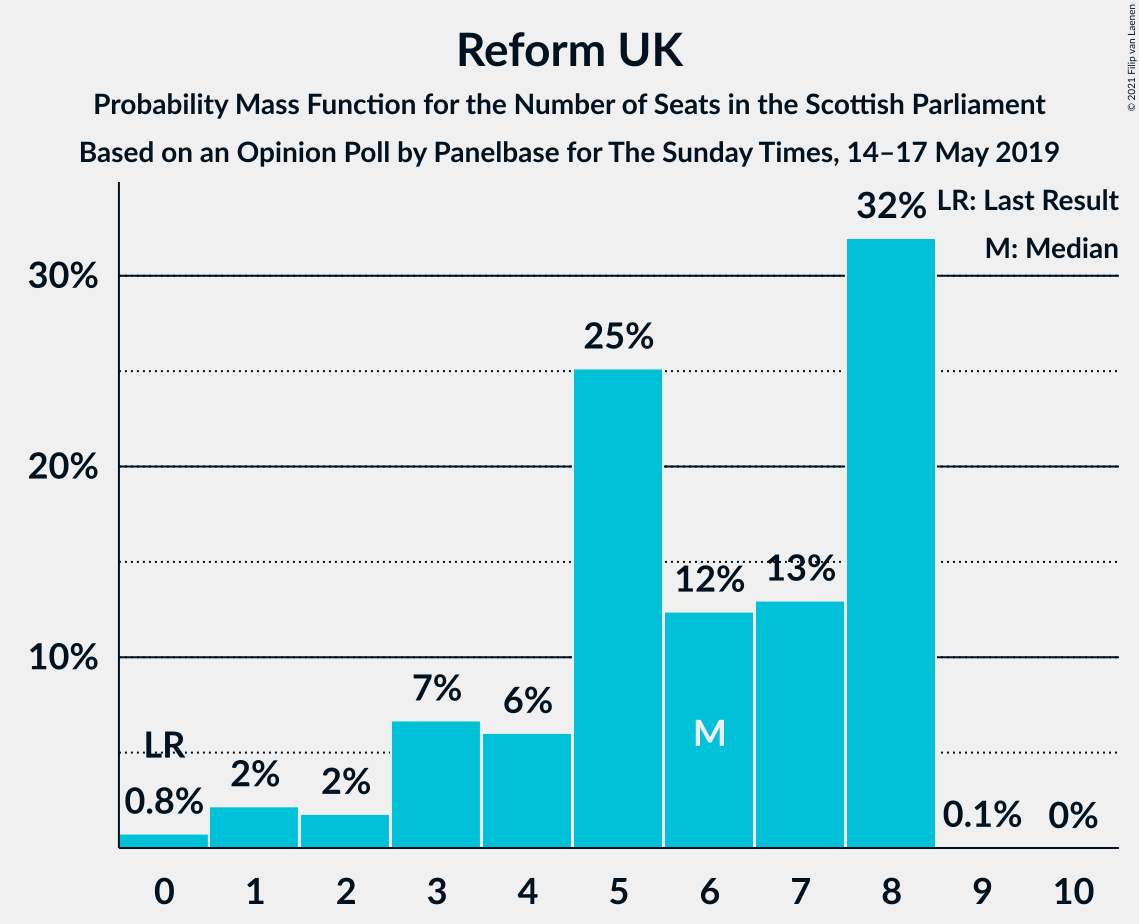 Reform UK
Probability Mass Function for the Number of Seats in the Scottish Parliament
Based on an Opinion Poll by Panelbase for The Sunday Times, 14–17 May 2019
© 2021 Filip van Laenen
LR: Last Result
M: Median
30%
20%
10%
LR
0.8%
2%
2%
7%
6%
25%
12%
M
13%
32%
0.1%
0%
0 1 2 3 4 5 6 7 8 9 10